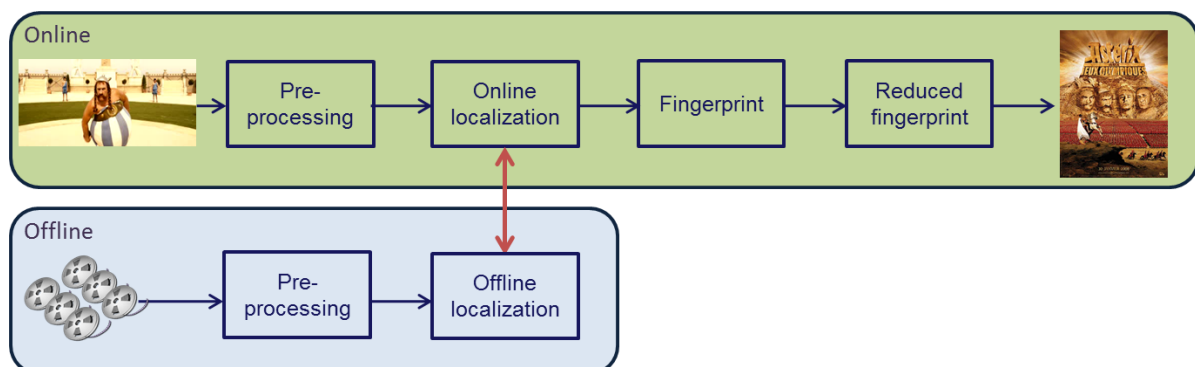 Online
Pre-
processing
Online
localization
Fingerprint
Reduced
fingerprint
Offline
Pre-
processing
Offline
localization